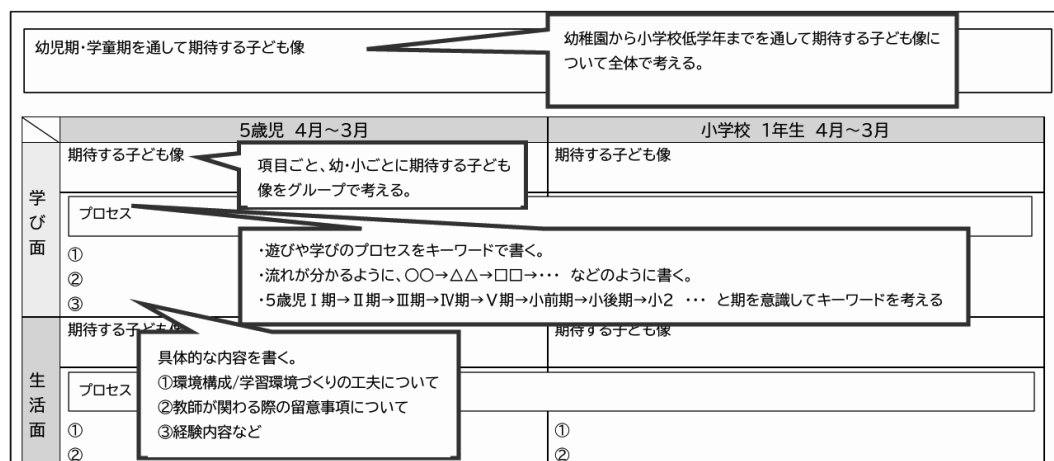 幼児期・学童期を通して期待する子ども像
幼稚園から小学校低学年までを通して期待する子ども像に
ついて全体で考える。
5歳児 4月～3月
小学校 1年生 4月～3月
学び面
期待する子ども像
項目ごと、幼・小ごとに期待する子ども
像をグループで考える。
期待する子ども像
プロセス
・遊びや学びのプロセスをキーワードで書く。
・流れが分かるように、〇〇→△△→□□→・・・ などのように書く。
・5歳児Ⅰ期→Ⅱ期→Ⅲ期→Ⅳ期→Ⅴ期→小前期→小後期→小2 ・・・ と期を意識してキーワードを考える
①
②
③
生活面
期待する子ども像
期待する子ども像
具体的な内容を書く。
①環境構成/学習環境づくりの工夫について
②教師が関わる際の留意事項について
③経験内容など
プロセス
①
②
①
②